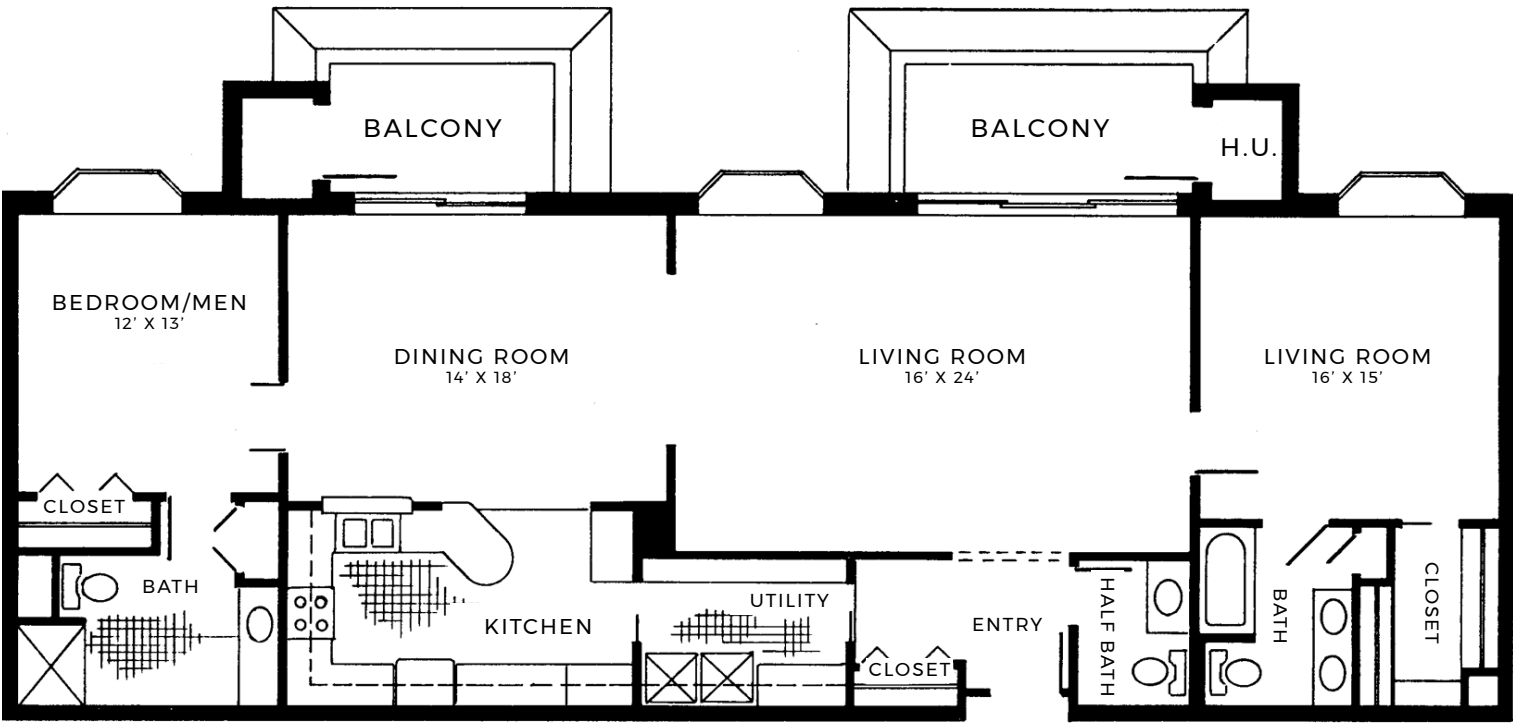 BALCONY
BALCONY
H.U.
BEDROOM/MEN
12' X 13'
DINING ROOM
14' X 18'
LIVING ROOM
16' X 24'
LIVING ROOM
16' X 15'
CLOSET
BATH
KITCHEN
UTILITY
CLOSET
ENTRY
HALF BATH
BATH
CLOSET